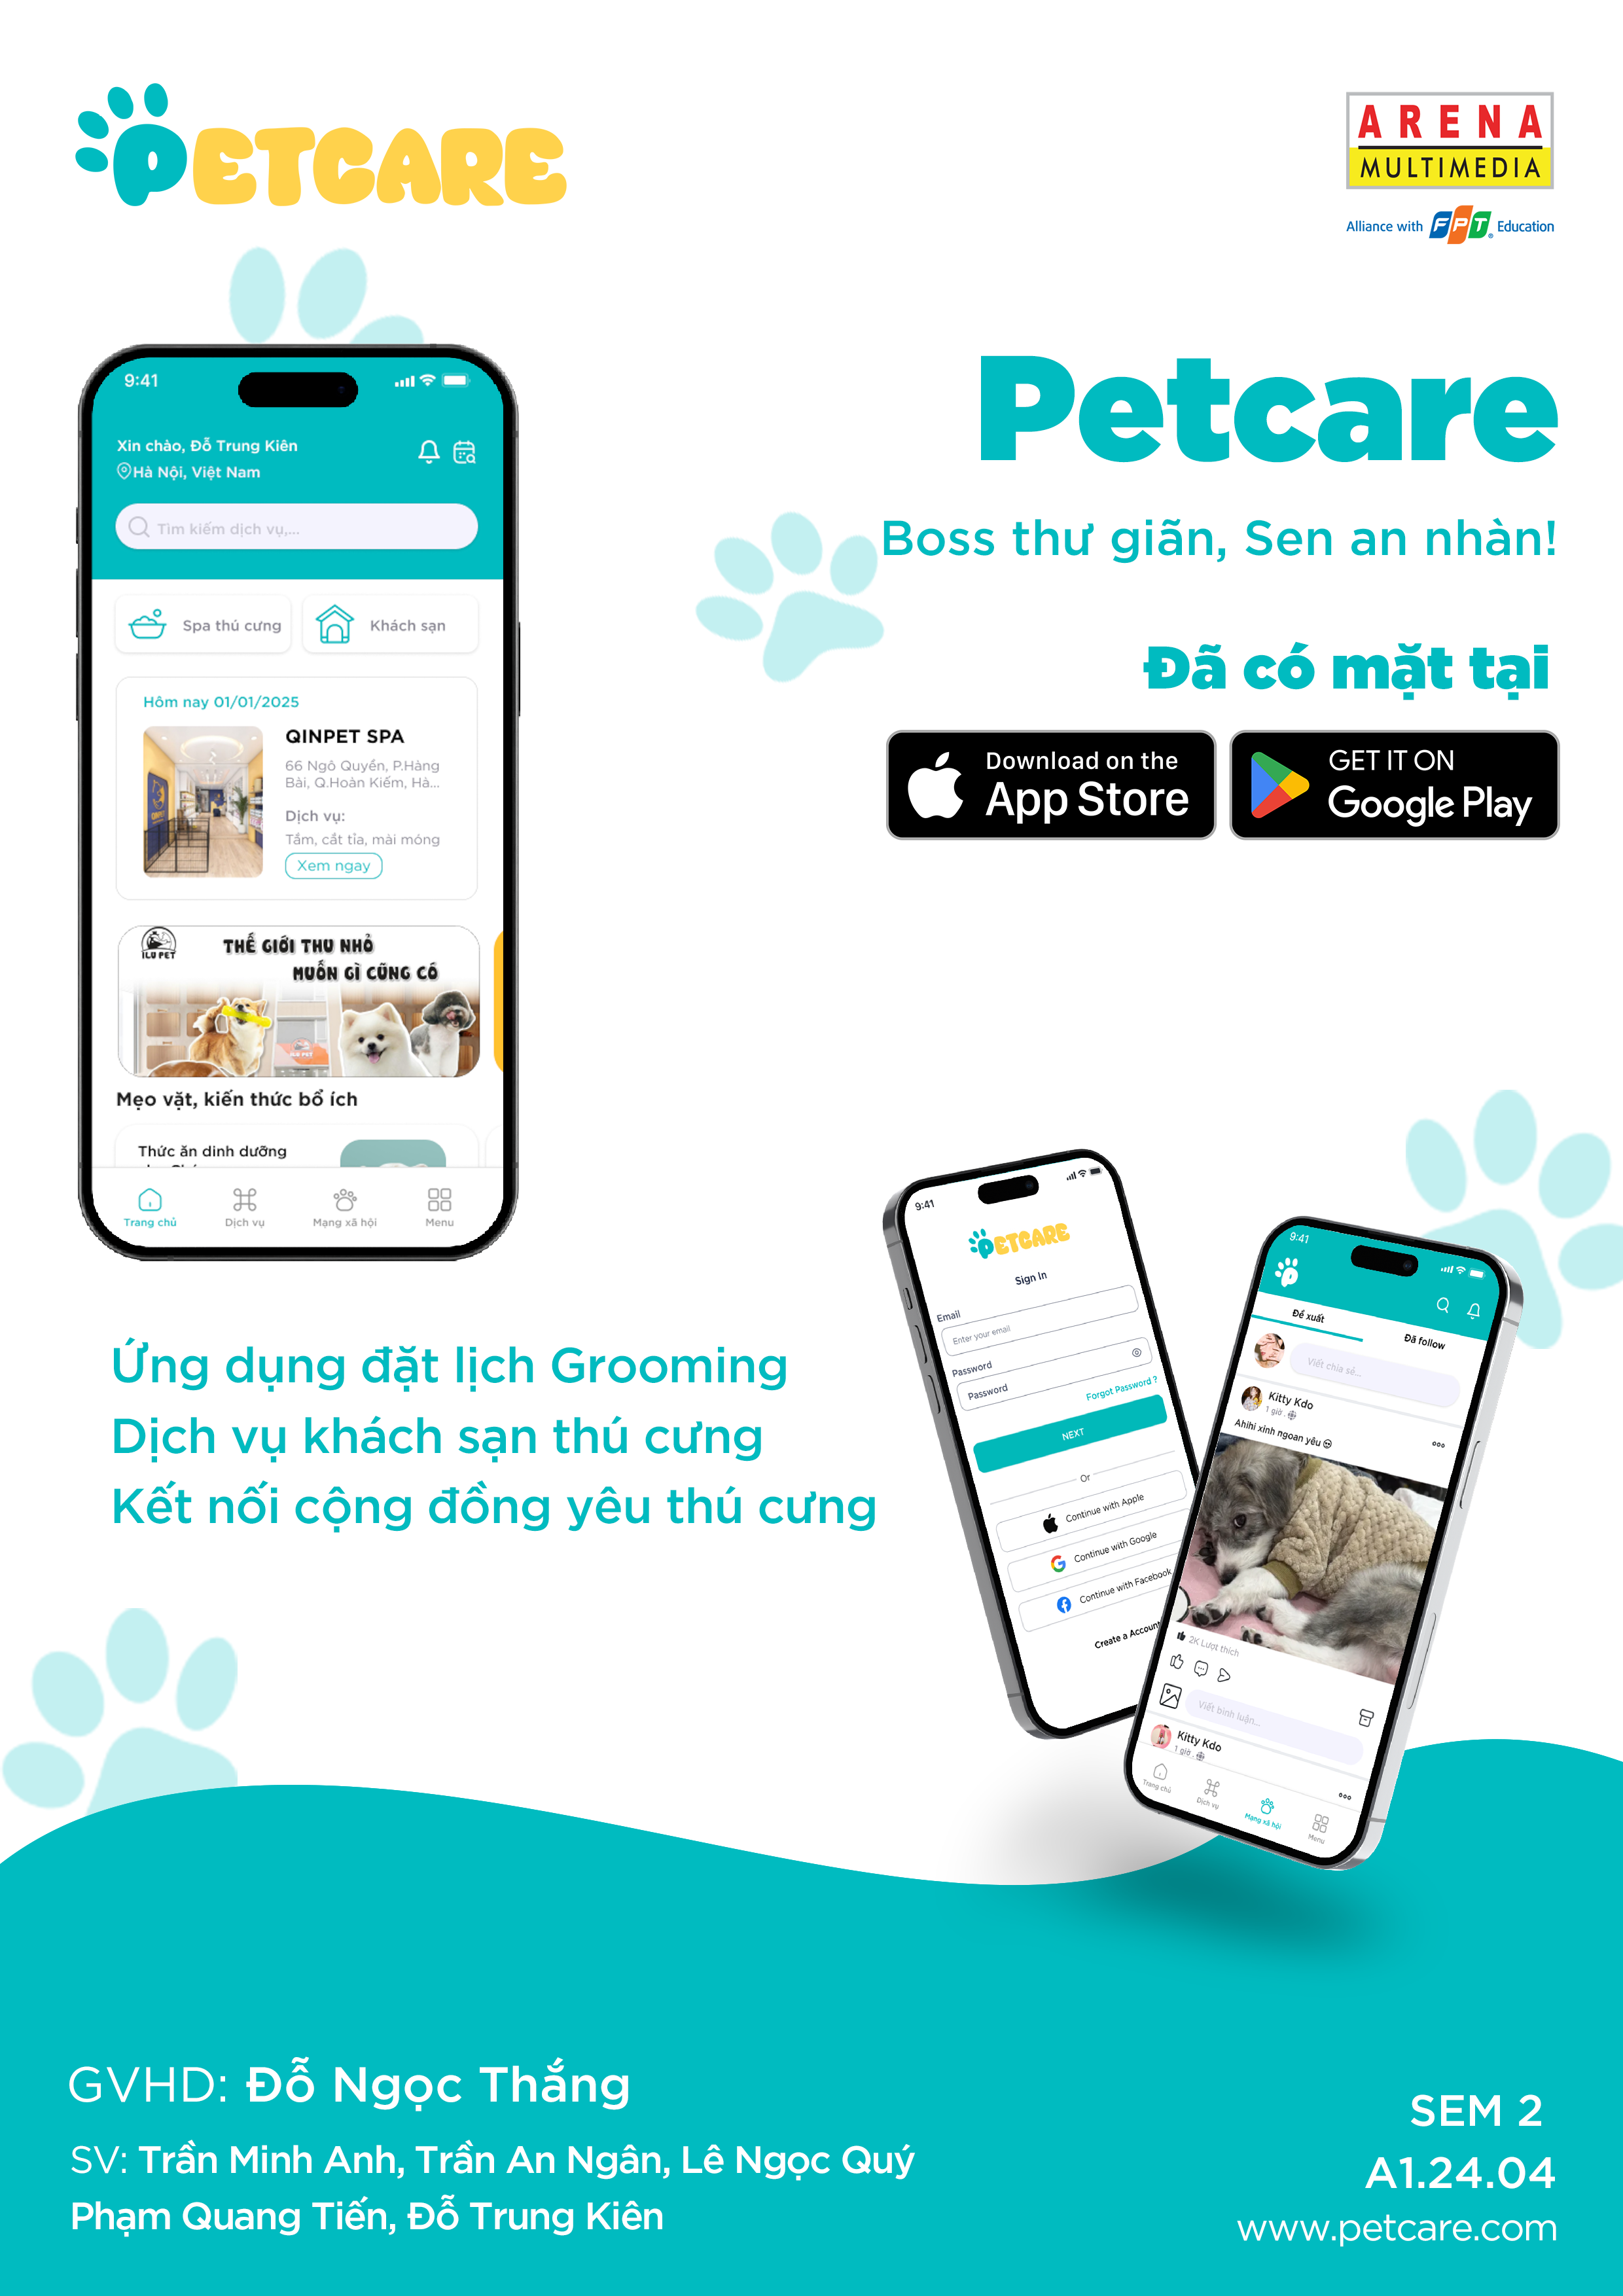 PETCARE
ARENA
MULTIMEDIA
Alliance with FPT® Education
9:41
Xin chào, Đỗ Trung Kiên
Hà Nội, Việt Nam
Tìm kiếm dịch vụ,...
Spa thú cưng
Khách sạn
Hôm nay 01/01/2025
QINPET SPA
66 Ngô Quyền, P.Hàng
Bài, Q.Hoàn Kiếm, Hà...
Dịch vụ:
Tắm, cắt tỉa, mài móng
Xem ngay
ILU PET
THẾ GIỚI THU NHỎ
MUỐN GÌ CŨNG CÓ
ILU PET
Mẹo vặt, kiến thức bổ ích
Thức ăn dinh dưỡng
Trang chủ
Dịch vụ
Mạng xã hội
Menu
Petcare
Boss thư giãn, Sen an nhàn!
Đã có mặt tại
Download on the
App Store
GET IT ON
Google Play
Ứng dụng đặt lịch Grooming
Dịch vụ khách sạn thú cưng
Kết nối cộng đồng yêu thú cưng
9:41
PETCARE
Sign In
Email
Enter your email
Password
Password
Forgot Password ?
NEXT
Or
Continue with Apple
Continue with Google
Continue with Facebook
Create a Account
9:41
P
Đề xuất
Đã follow
Viết chia sẻ...
Kitty Kdo
1 giờ .
Ahihi xinh ngoan yêu
2K Lượt thích
Viết bình luận...
Kitty Kdo
1 giờ .
Trang chủ
Dịch vụ
Mạng xã hội
Menu
GVHD: Đỗ Ngọc Thắng
SV: Trần Minh Anh, Trần An Ngân, Lê Ngọc Quý
Phạm Quang Tiến, Đỗ Trung Kiên
SEM 2
A1.24.04
www.petcare.com